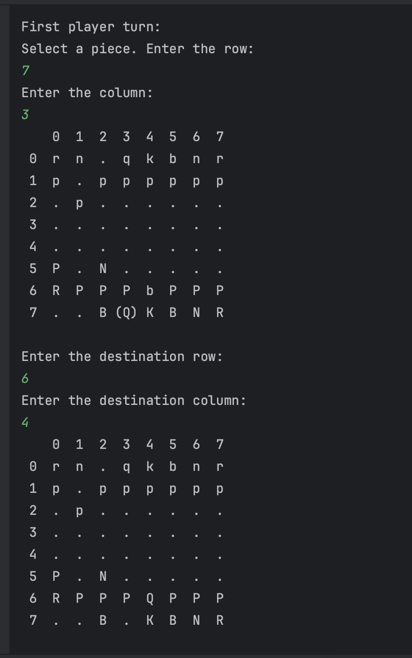 First player turn:
Select a piece. Enter the row:
7
Enter the column:
3
0 1 2 3 4 5 6 7
0 r n . q k b n r
1 p . p p p p p p
2 . p . . . . . .
3 . . . . . . . .
4 . . . . . . . .
5 P . N . . . . .
6 R P P P b P P P
7 . . B (Q) K B N R
Enter the destination row:
6
Enter the destination column:
4
0 1 2 3 4 5 6 7
0 r n . q k b n r
1 p . p p p p p p
2 . p . . . . . .
3 . . . . . . . .
4 . . . . . . . .
5 P . N . . . . .
6 R P P P Q P P P
7 . . B . K B N R